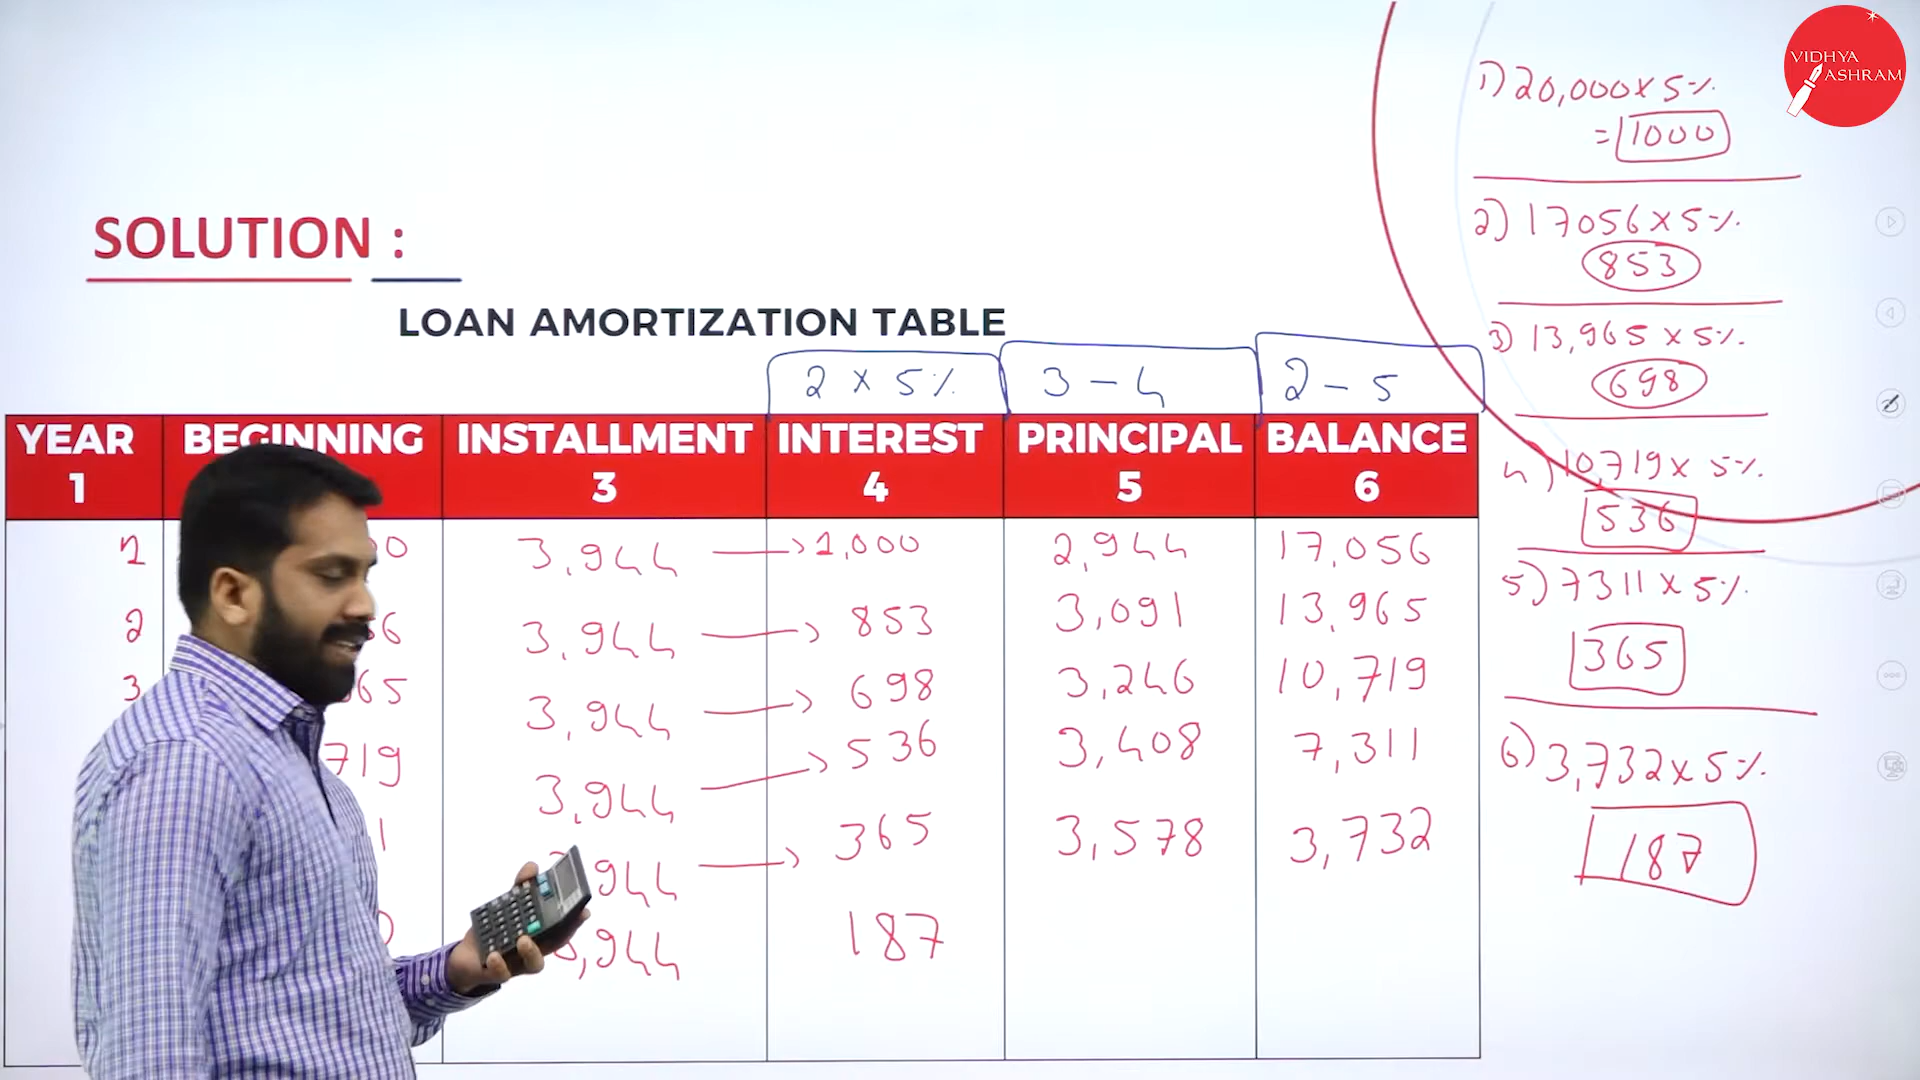 VIDHYA
ASHRAM
SOLUTION :
LOAN AMORTIZATION TABLE
2 × 5% 3 - 4 2 - 5
YEAR BEGINNING INSTALLMENT INTEREST PRINCIPAL BALANCE
1 3 4 5 6
3,944 1,000 2,944 17,056
2 3,944 853 3,091 13,965
3 3,944 698 3,246 10,719
719 3,944 536 3,408 7,311
944 365 3,578 3,732
,944 187
1) 20,000 × 5%
= 1000
2) 17056 × 5%
853
3) 13,965 × 5%
698
4) 10,719 × 5%
536
5) 7311 × 5%
365
6) 3,732 × 5%
187